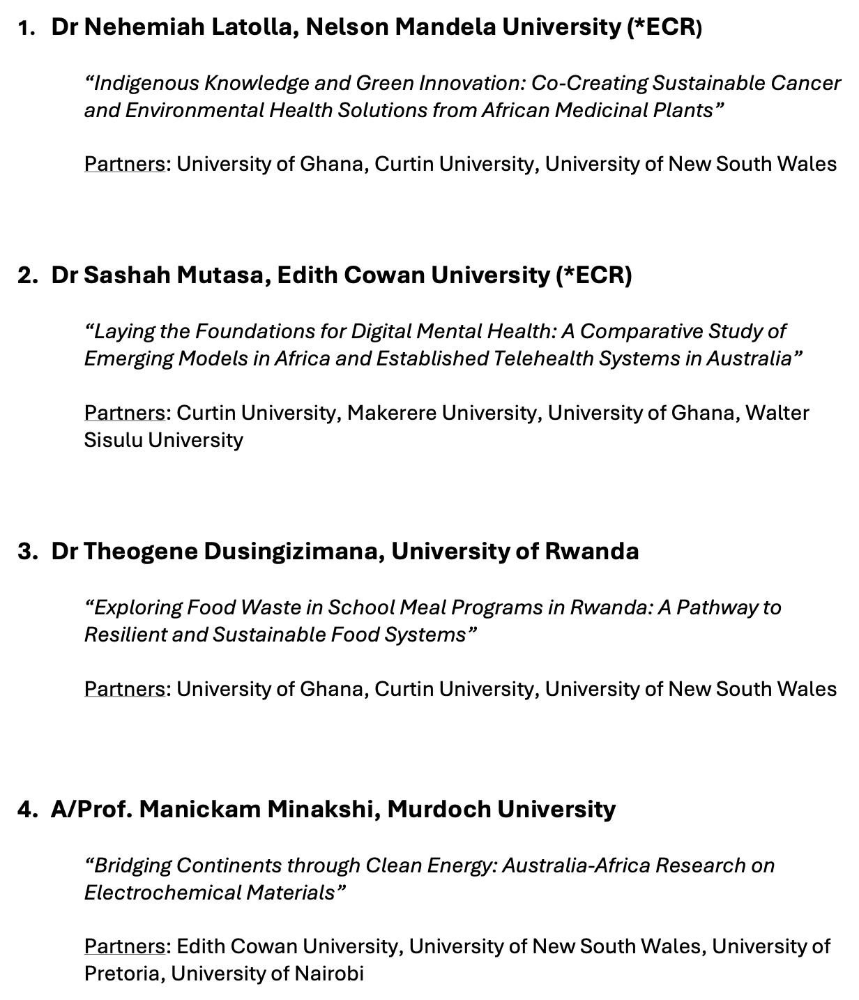 1. Dr Nehemiah Latolla, Nelson Mandela University (*ECR)
“Indigenous Knowledge and Green Innovation: Co-Creating Sustainable Cancer
and Environmental Health Solutions from African Medicinal Plants”
Partners: University of Ghana, Curtin University, University of New South Wales
2. Dr Sashah Mutasa, Edith Cowan University (*ECR)
“Laying the Foundations for Digital Mental Health: A Comparative Study of
Emerging Models in Africa and Established Telehealth Systems in Australia”
Partners: Curtin University, Makerere University, University of Ghana, Walter
Sisulu University
3. Dr Theogene Dusingizimana, University of Rwanda
“Exploring Food Waste in School Meal Programs in Rwanda: A Pathway to
Resilient and Sustainable Food Systems”
Partners: University of Ghana, Curtin University, University of New South Wales
4. A/Prof. Manickam Minakshi, Murdoch University
“Bridging Continents through Clean Energy: Australia-Africa Research on
Electrochemical Materials”
Partners: Edith Cowan University, University of New South Wales, University of
Pretoria, University of Nairobi